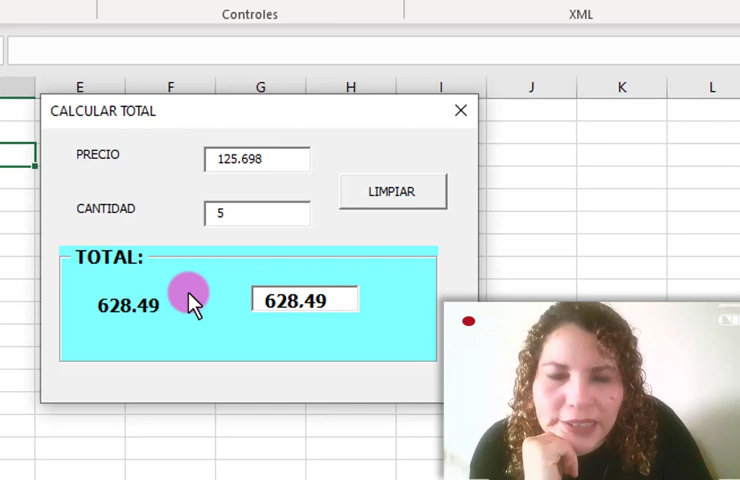 Controles XML
E F G H I J K L
CALCULAR TOTAL
PRECIO 125.698
LIMPIAR
CANTIDAD 5
TOTAL:
628.49 628.49